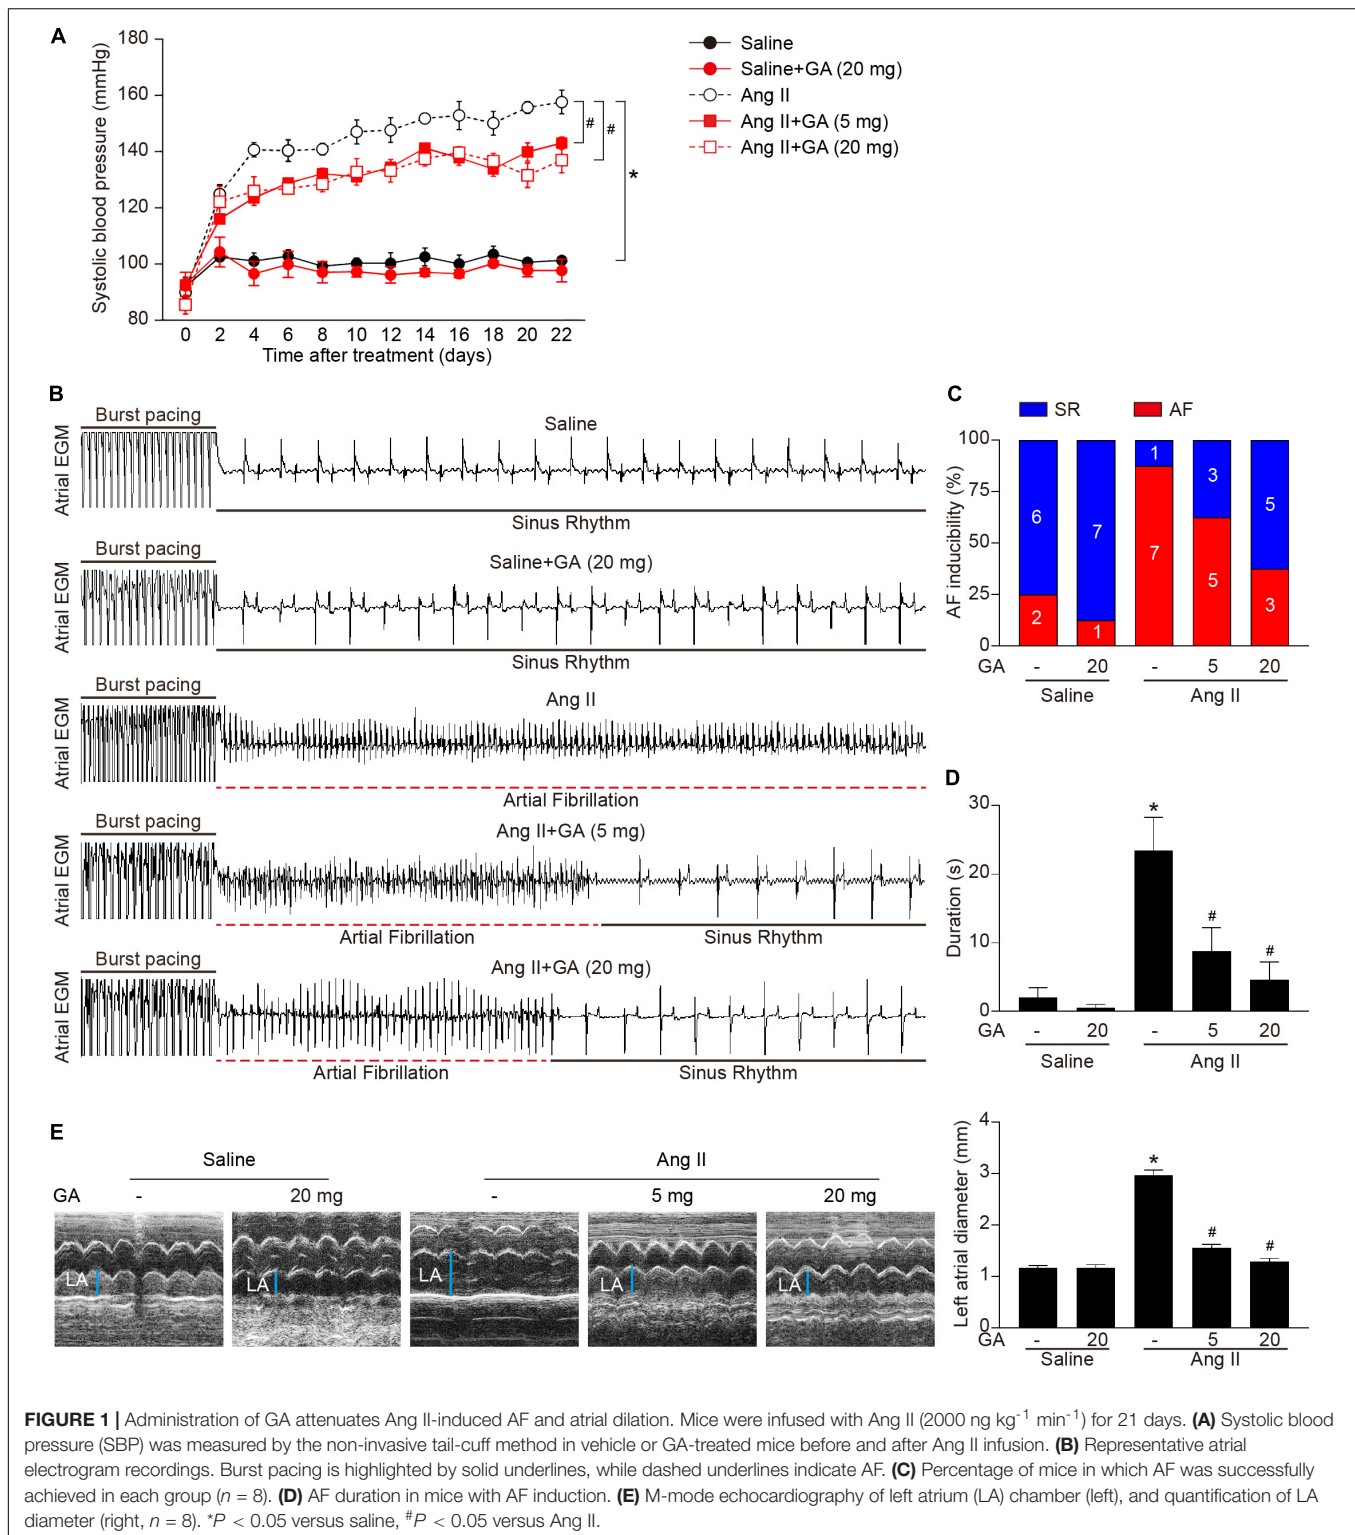 A
Systolic blood pressure (mmHg)
180
160
140
120
100
80
0 2 4 6 8 10 12 14 16 18 20 22
Time after treatment (days)
# # *
Saline
Saline+GA (20 mg)
Ang II
Ang II+GA (5 mg)
Ang II+GA (20 mg)
B
Burst pacing
Atrial EGM
Saline
Sinus Rhythm
Burst pacing
Atrial EGM
Saline+GA (20 mg)
Sinus Rhythm
Burst pacing
Atrial EGM
Ang II
Artial Fibrillation
Burst pacing
Atrial EGM
Ang II+GA (5 mg)
Artial Fibrillation Sinus Rhythm
Burst pacing
Atrial EGM
Ang II+GA (20 mg)
Artial Fibrillation Sinus Rhythm
C
SR AF
AF inducibility (%)
100
75
50
25
0
6 7 1 3 5
2 1 7 5 3
GA - 20 - 5 20
Saline Ang II
D
Duration (s)
30
20
10
0
* # #
GA - 20 - 5 20
Saline Ang II
E
Saline Ang II
GA - 20 mg - 5 mg 20 mg
LA LA LA LA LA
Left atrial diameter (mm)
4
3
2
1
0
* # #
GA - 20 - 5 20
Saline Ang II
FIGURE 1 | Administration of GA attenuates Ang II-induced AF and atrial dilation. Mice were infused with Ang II (2000 ng kg⁻¹ min⁻¹) for 21 days. (A) Systolic blood
pressure (SBP) was measured by the non-invasive tail-cuff method in vehicle or GA-treated mice before and after Ang II infusion. (B) Representative atrial
electrogram recordings. Burst pacing is highlighted by solid underlines, while dashed underlines indicate AF. (C) Percentage of mice in which AF was successfully
achieved in each group (n = 8). (D) AF duration in mice with AF induction. (E) M-mode echocardiography of left atrium (LA) chamber (left), and quantification of LA
diameter (right, n = 8). *P < 0.05 versus saline, #P < 0.05 versus Ang II.